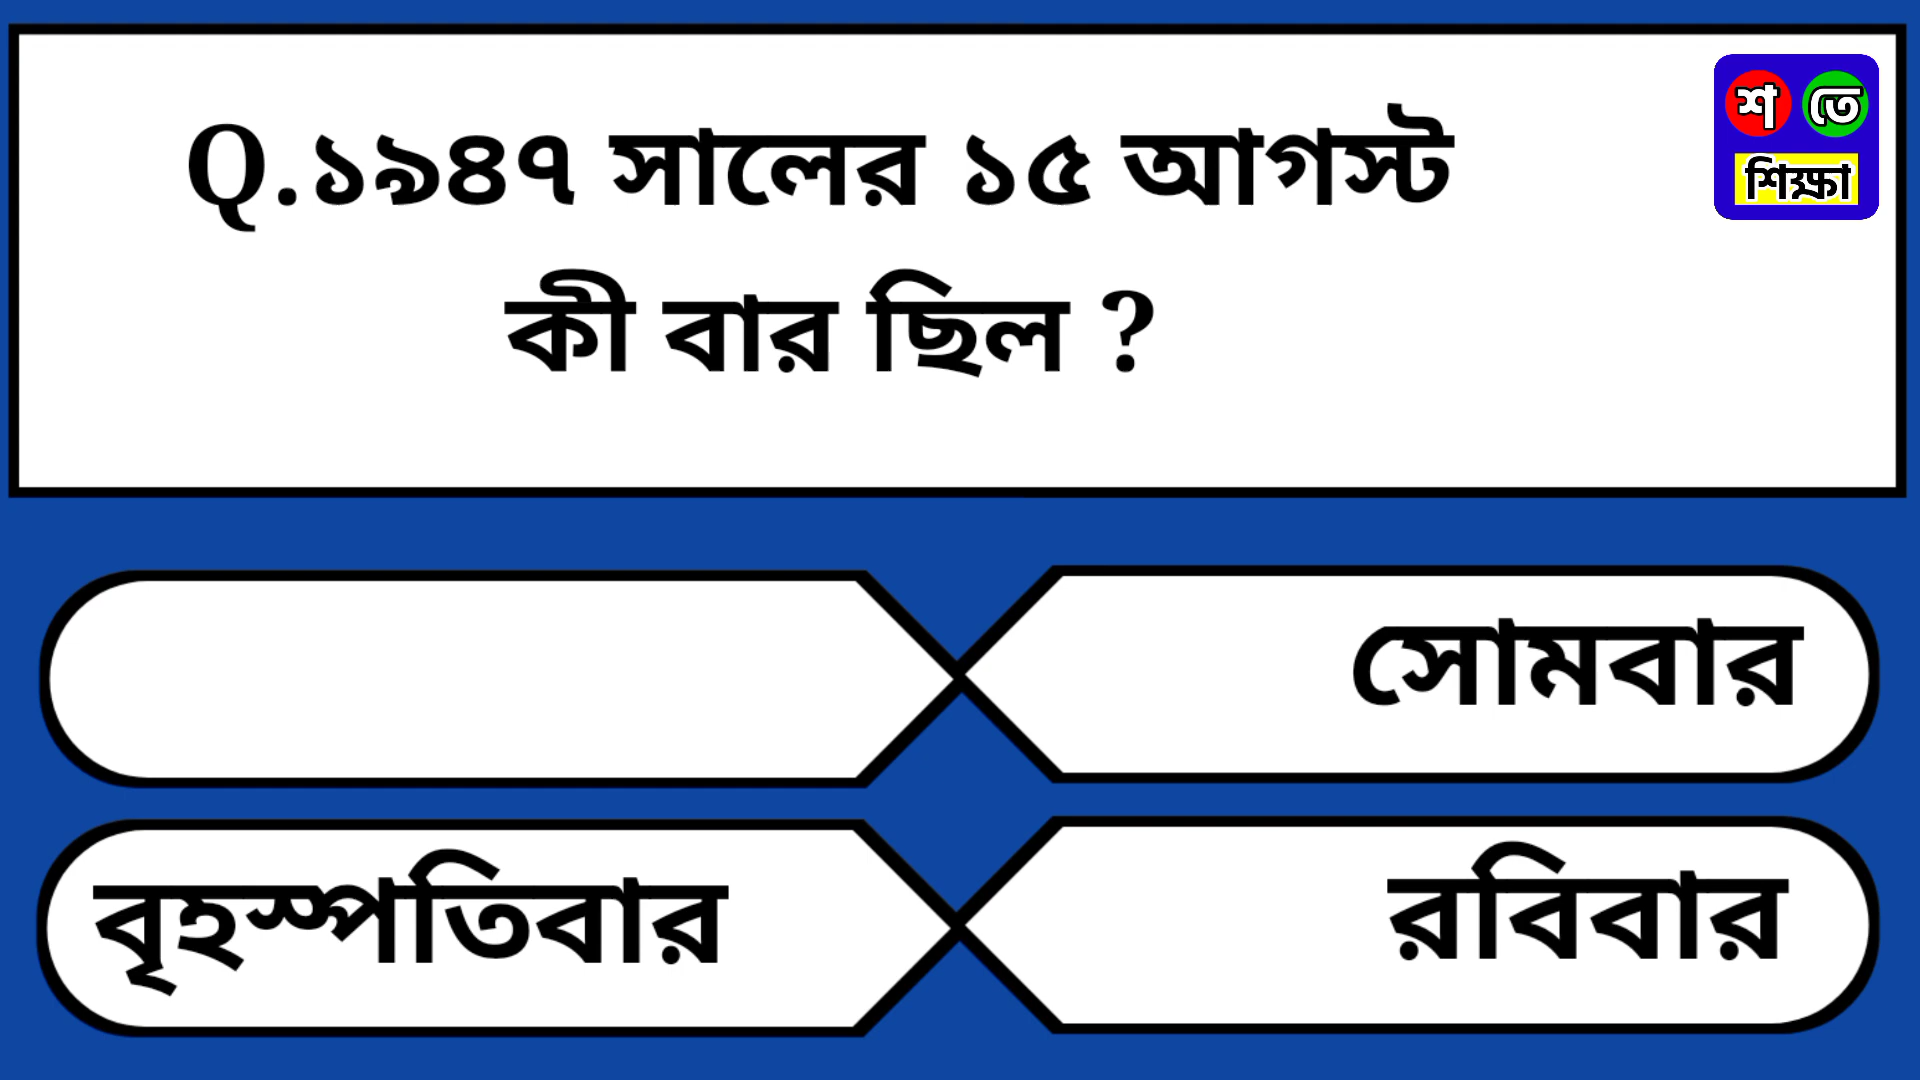 Q.১৯৪৭ সালের ১৫ আগস্ট
কী বার ছিল ?
শ তে
শিক্ষা
সোমবার
বৃহস্পতিবার
রবিবার